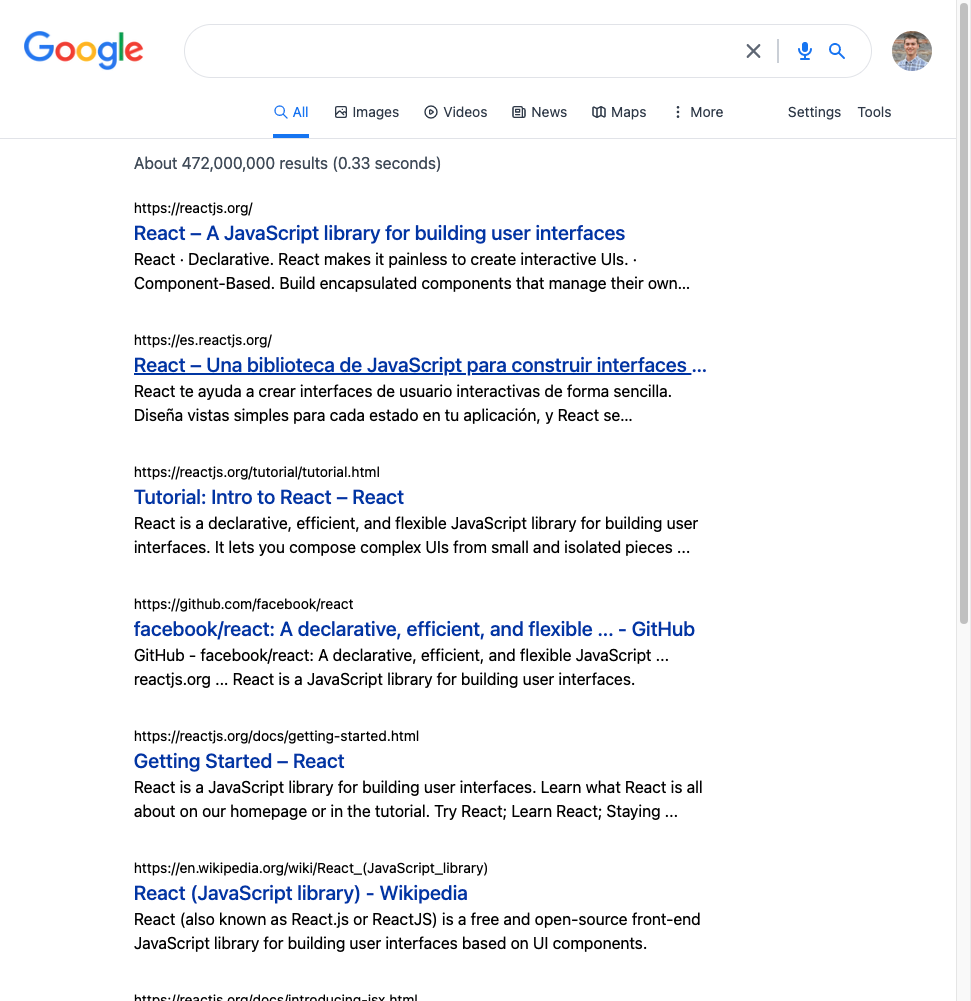 Google
All Images Videos News Maps More Settings Tools
About 472,000,000 results (0.33 seconds)
https://reactjs.org/
React – A JavaScript library for building user interfaces
React · Declarative. React makes it painless to create interactive UIs. ·
Component-Based. Build encapsulated components that manage their own...
https://es.reactjs.org/
React – Una biblioteca de JavaScript para construir interfaces ...
React te ayuda a crear interfaces de usuario interactivas de forma sencilla.
Diseña vistas simples para cada estado en tu aplicación, y React se...
https://reactjs.org/tutorial/tutorial.html
Tutorial: Intro to React – React
React is a declarative, efficient, and flexible JavaScript library for building user
interfaces. It lets you compose complex UIs from small and isolated pieces ...
https://github.com/facebook/react
facebook/react: A declarative, efficient, and flexible ... - GitHub
GitHub - facebook/react: A declarative, efficient, and flexible JavaScript ...
reactjs.org ... React is a JavaScript library for building user interfaces.
https://reactjs.org/docs/getting-started.html
Getting Started – React
React is a JavaScript library for building user interfaces. Learn what React is all
about on our homepage or in the tutorial. Try React; Learn React; Staying ...
https://en.wikipedia.org/wiki/React_(JavaScript_library)
React (JavaScript library) - Wikipedia
React (also known as React.js or ReactJS) is a free and open-source front-end
JavaScript library for building user interfaces based on UI components.
https://reactjs.org/docs/introducing-jsx.html